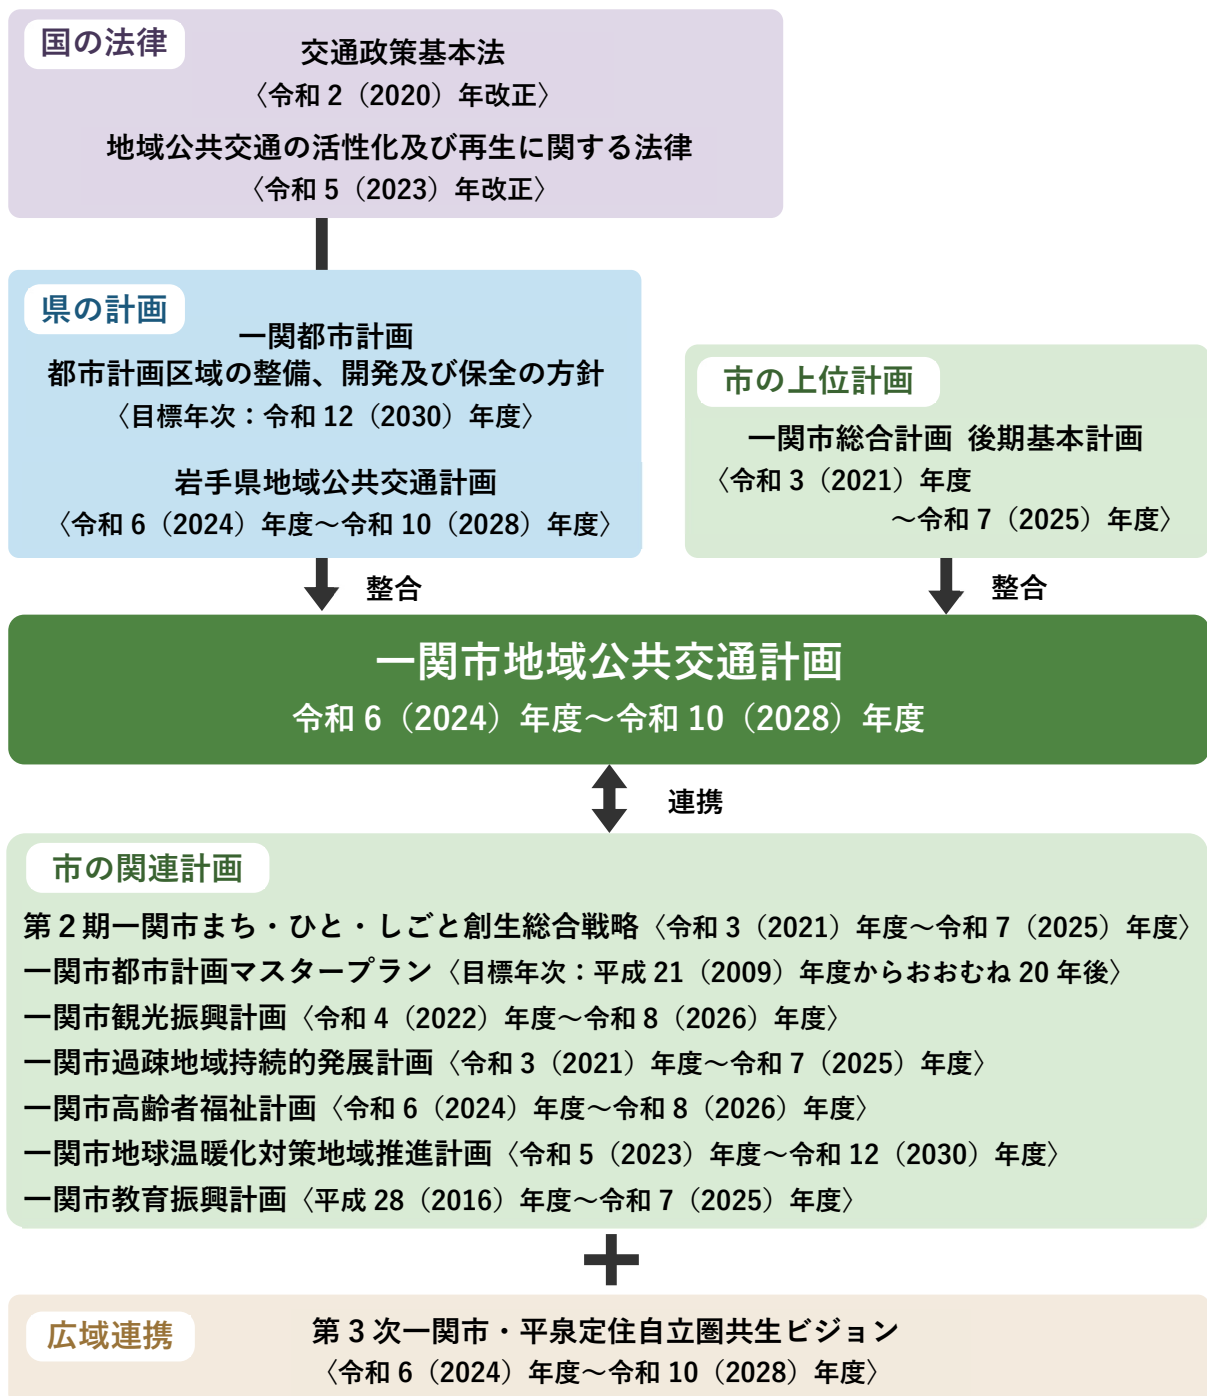 国の法律
交通政策基本法
〈令和 2（2020）年改正〉
地域公共交通の活性化及び再生に関する法律
〈令和 5（2023）年改正〉
県の計画
一関都市計画
都市計画区域の整備、開発及び保全の方針
〈目標年次：令和 12（2030）年度〉
岩手県地域公共交通計画
〈令和 6（2024）年度～令和 10（2028）年度〉
市の上位計画
一関市総合計画 後期基本計画
〈令和 3（2021）年度
～令和 7（2025）年度〉
整合
整合
一関市地域公共交通計画
令和 6（2024）年度～令和 10（2028）年度
連携
市の関連計画
第 2 期一関市まち・ひと・しごと創生総合戦略〈令和 3（2021）年度～令和 7（2025）年度〉
一関市都市計画マスタープラン〈目標年次：平成 21（2009）年度からおおむね 20 年後〉
一関市観光振興計画〈令和 4（2022）年度～令和 8（2026）年度〉
一関市過疎地域持続的発展計画〈令和 3（2021）年度～令和 7（2025）年度〉
一関市高齢者福祉計画〈令和 6（2024）年度～令和 8（2026）年度〉
一関市地球温暖化対策地域推進計画〈令和 5（2023）年度～令和 12（2030）年度〉
一関市教育振興計画〈平成 28（2016）年度～令和 7（2025）年度〉
広域連携
第 3 次一関市・平泉定住自立圏共生ビジョン
〈令和 6（2024）年度～令和 10（2028）年度〉